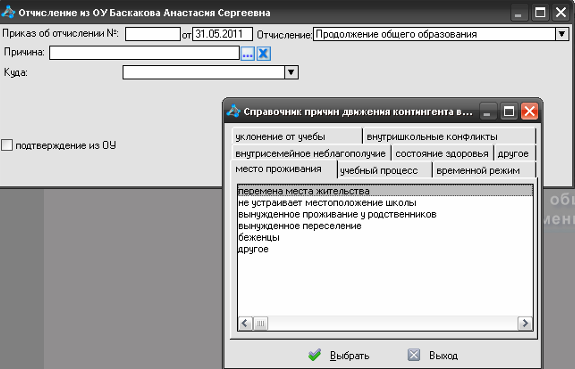 Отчисление из ОУ Баскакова Анастасия Сергеевна
Приказ об отчислении №: от 31.05.2011 Отчисление: Продолжение общего образования
Причина: ...
Куда:
подтверждение из ОУ
Справочник причин движения контингента в...
уклонение от учебы внутришкольные конфликты
внутрисемейное неблагополучие состояние здоровья другое
место проживания учебный процесс временной режим
перемена места жительства
не устраивает местоположение школы
вынужденное проживание у родственников
вынужденное переселение
беженцы
другое
Выбрать Выход